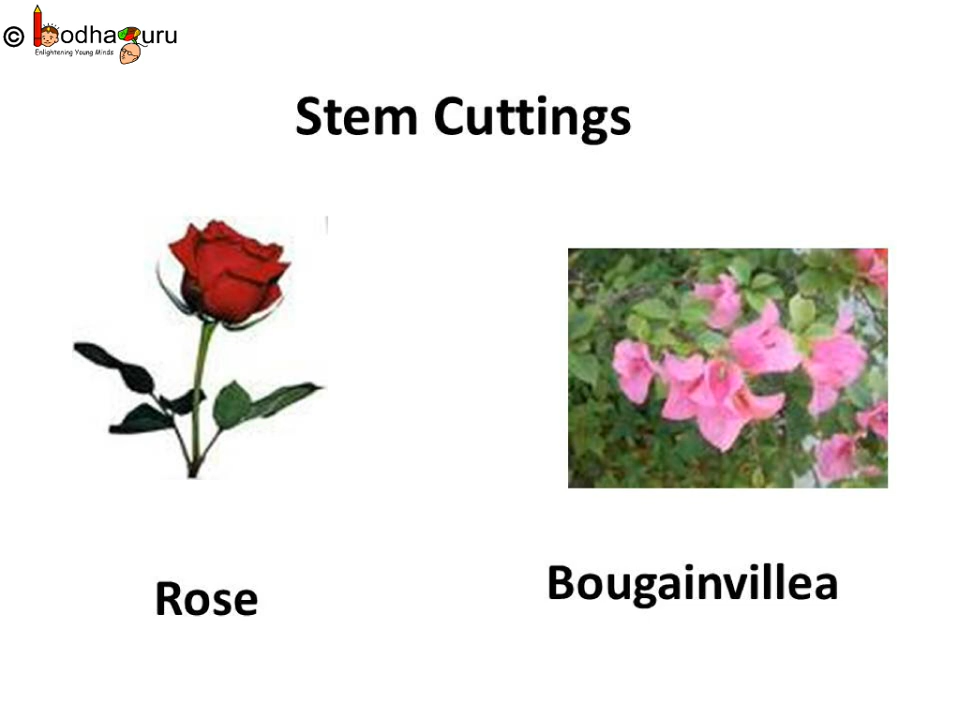 © bodhaguru
Enlightening Young Minds
Stem Cuttings
Rose
Bougainvillea